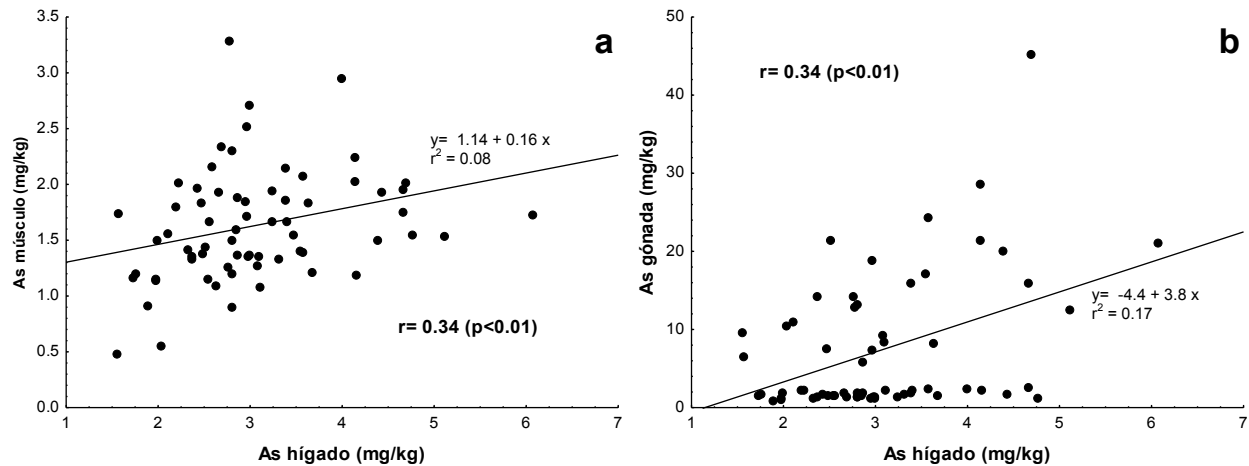 a
3.5
3.0
2.5
2.0
1.5
1.0
0.5
0.0
As músculo (mg/kg)
y= 1.14 + 0.16 x
r² = 0.08
r= 0.34 (p<0.01)
1 2 3 4 5 6 7
As hígado (mg/kg)
b
50
40
30
20
10
0
As gónada (mg/kg)
r= 0.34 (p<0.01)
y= -4.4 + 3.8 x
r² = 0.17
1 2 3 4 5 6 7
As hígado (mg/kg)